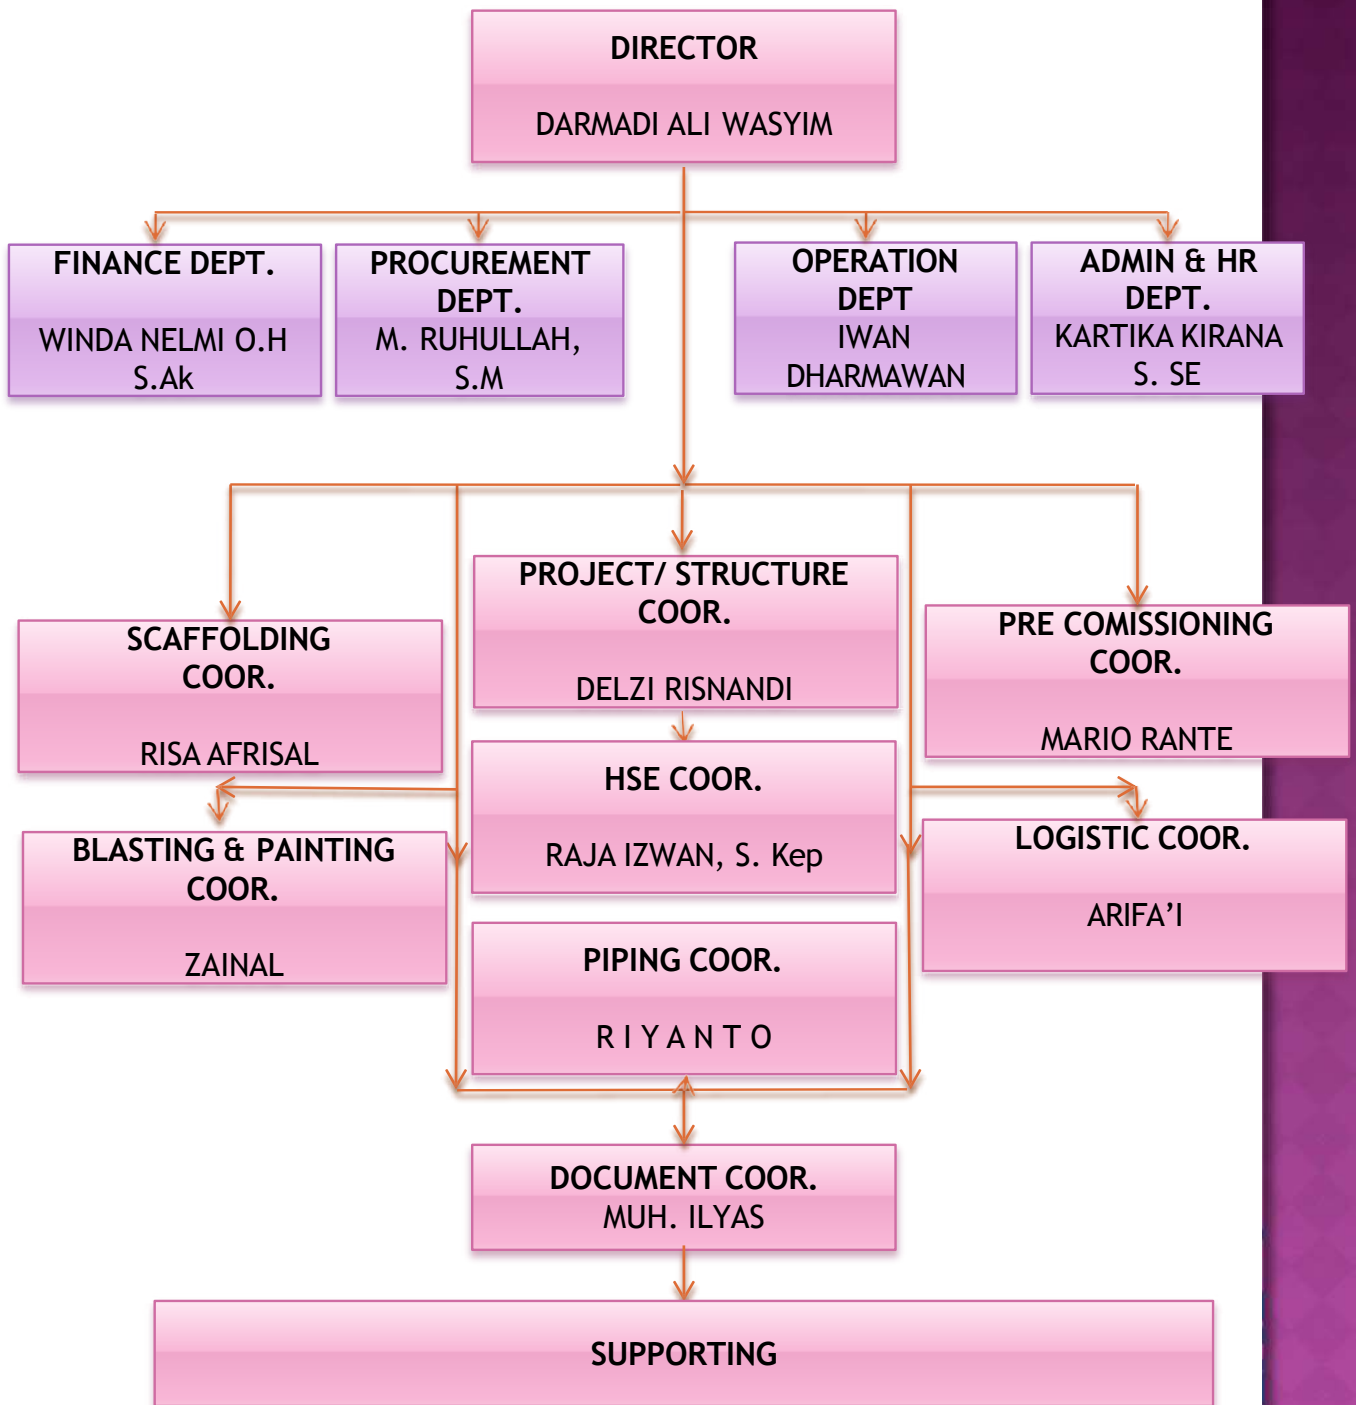 DIRECTOR
DARMADI ALI WASYIM
FINANCE DEPT.
WINDA NELMI O.H
S.Ak
PROCUREMENT
DEPT.
M. RUHULLAH,
S.M
OPERATION
DEPT
IWAN
DHARMAWAN
ADMIN & HR
DEPT.
KARTIKA KIRANA
S. SE
SCAFFOLDING
COOR.
RISA AFRISAL
PROJECT/ STRUCTURE
COOR.
DELZI RISNANDI
PRE COMISSIONING
COOR.
MARIO RANTE
BLASTING & PAINTING
COOR.
ZAINAL
HSE COOR.
RAJA IZWAN, S. Kep
LOGISTIC COOR.
ARIFA’I
PIPING COOR.
R I Y A N T O
DOCUMENT COOR.
MUH. ILYAS
SUPPORTING